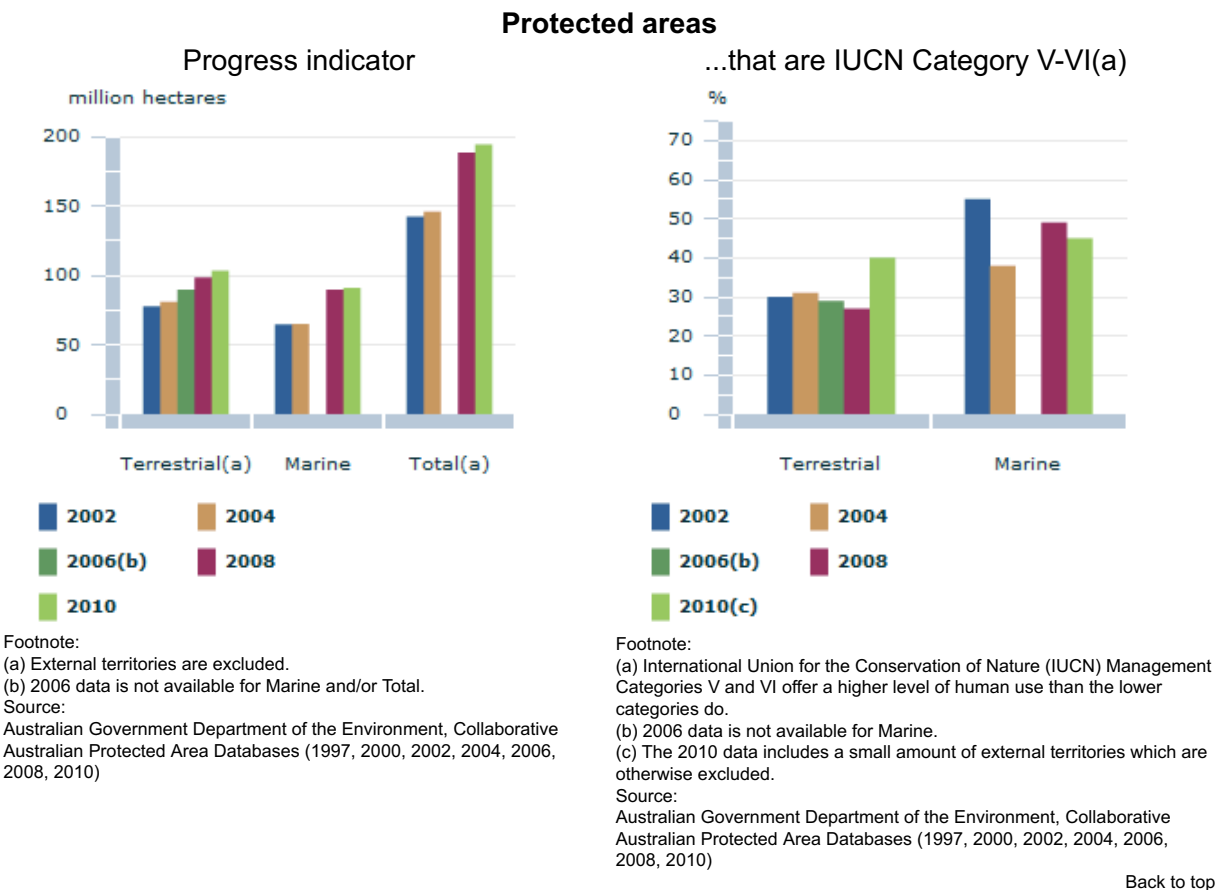 Protected areas
Progress indicator
million hectares
200
150
100
50
0
Terrestrial(a) Marine Total(a)
2002 2004
2006(b) 2008
2010
Footnote:
(a) External territories are excluded.
(b) 2006 data is not available for Marine and/or Total.
Source:
Australian Government Department of the Environment, Collaborative
Australian Protected Area Databases (1997, 2000, 2002, 2004, 2006,
2008, 2010)
...that are IUCN Category V-VI(a)
%
70
60
50
40
30
20
10
0
Terrestrial Marine
2002 2004
2006(b) 2008
2010(c)
Footnote:
(a) International Union for the Conservation of Nature (IUCN) Management
Categories V and VI offer a higher level of human use than the lower
categories do.
(b) 2006 data is not available for Marine.
(c) The 2010 data includes a small amount of external territories which are
otherwise excluded.
Source:
Australian Government Department of the Environment, Collaborative
Australian Protected Area Databases (1997, 2000, 2002, 2004, 2006,
2008, 2010)
Back to top